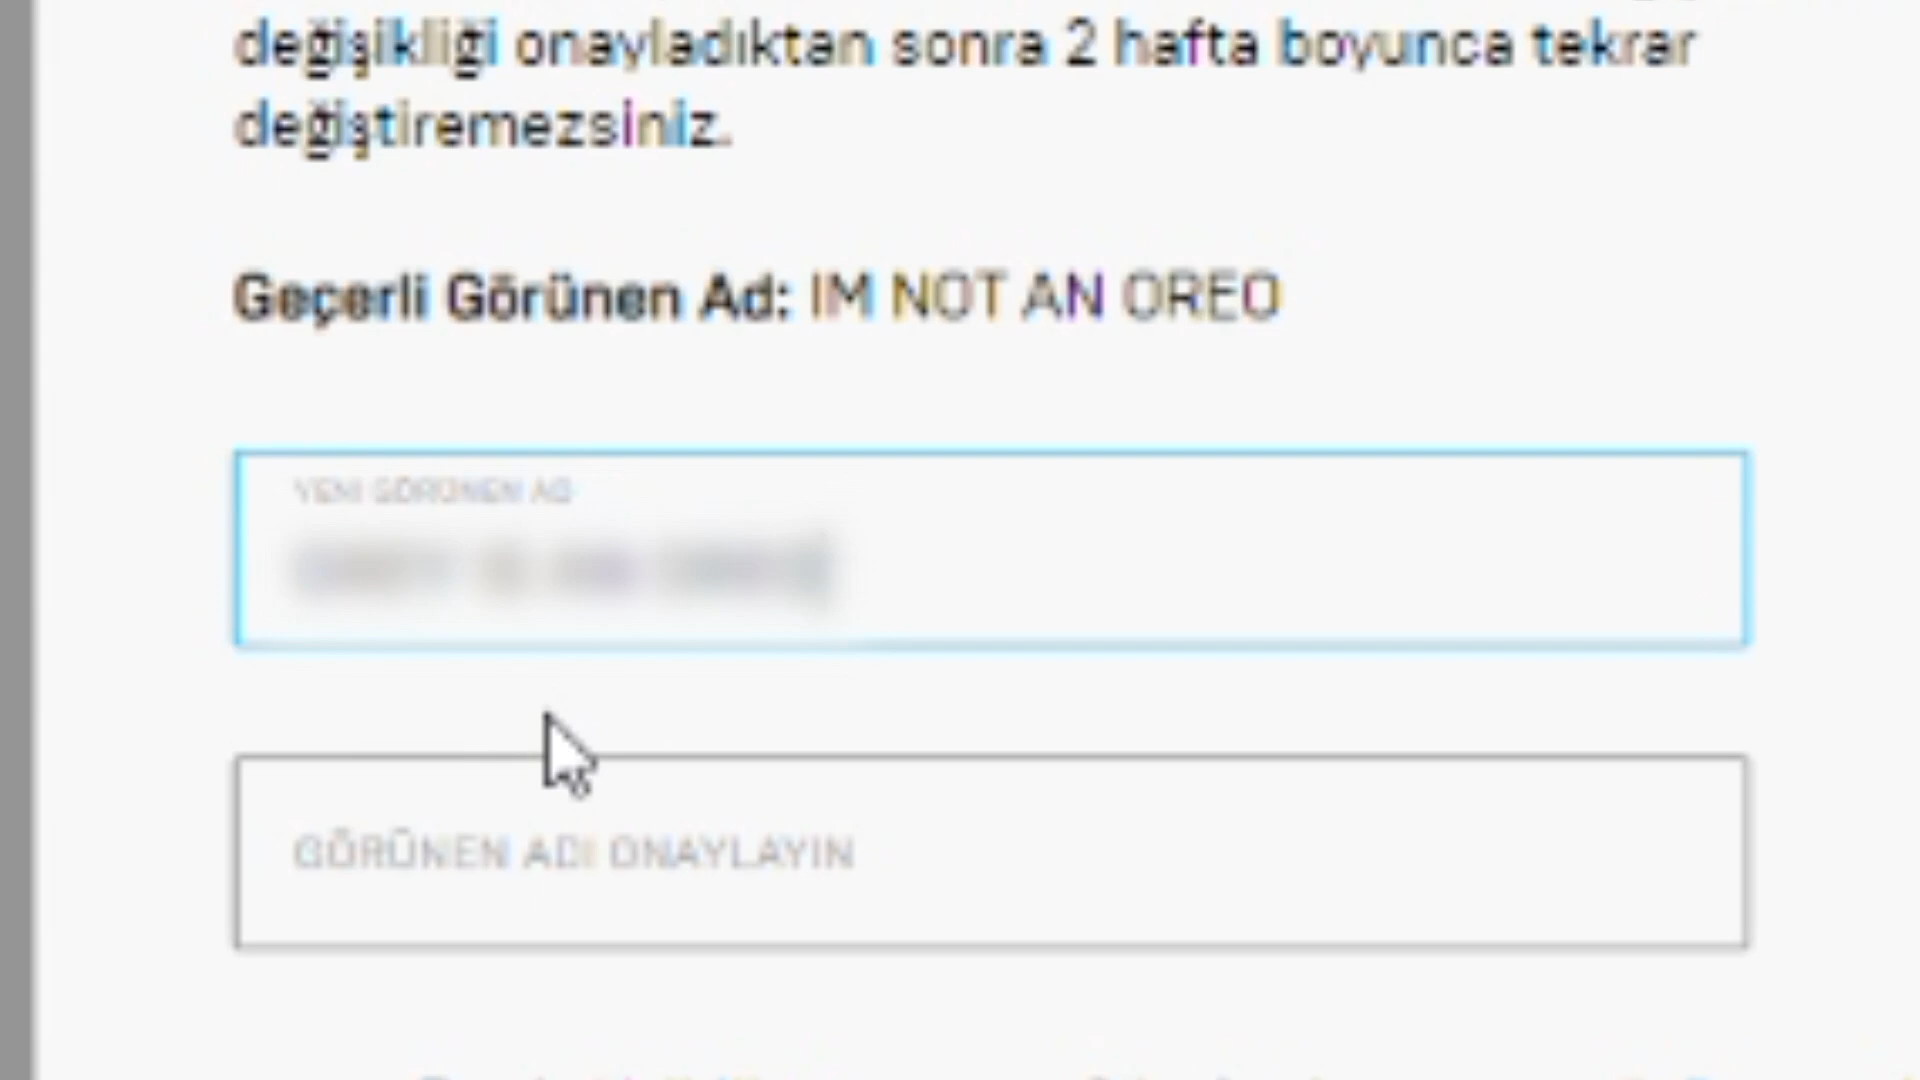 değişikliği onayladıktan sonra 2 hafta boyunca tekrar
değiştiremezsiniz.
Geçerli Görünen Ad: IM NOT AN OREO
YENİ GÖRÜNEN AD
GÖRÜNEN ADI ONAYLAYIN